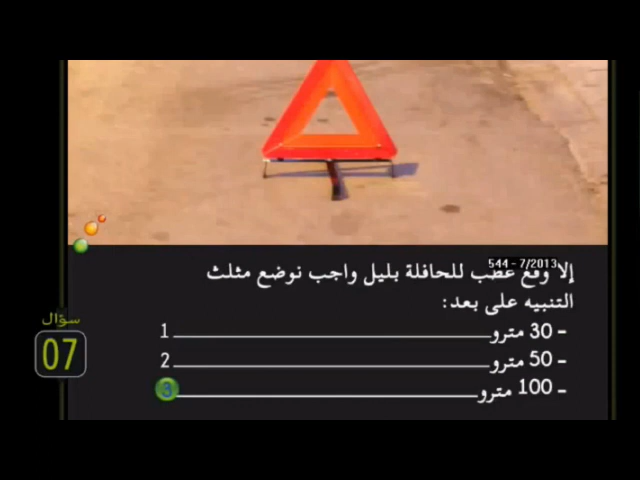 544 - 7/2013
إلا وقع عطب للحافلة بليل واجب نوضع مثلث
التنبيه على بعد:
- 30 مترو 1
- 50 مترو 2
- 100 مترو 3
سؤال
07